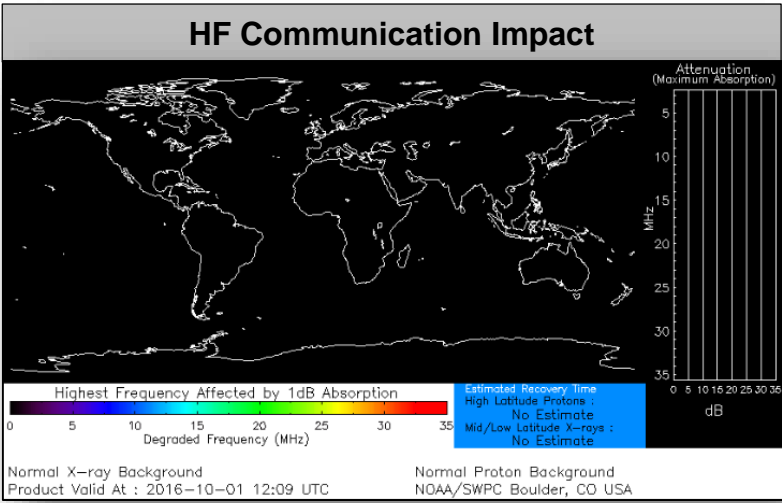 HF Communication Impact
Attenuation
(Maximum Absorption)
5
10
15
20
25
30
35
MHz
0 5 10 15 20 25 30 35
dB
Highest Frequency Affected by 1dB Absorption
0 5 10 15 20 25 30 35
Degraded Frequency (MHz)
Estimated Recovery Time
High Latitude Protons :
No Estimate
Mid/Low Latitude X-rays :
No Estimate
Normal X-ray Background
Normal Proton Background
Product Valid At : 2016-10-01 12:09 UTC
NOAA/SWPC Boulder, CO USA